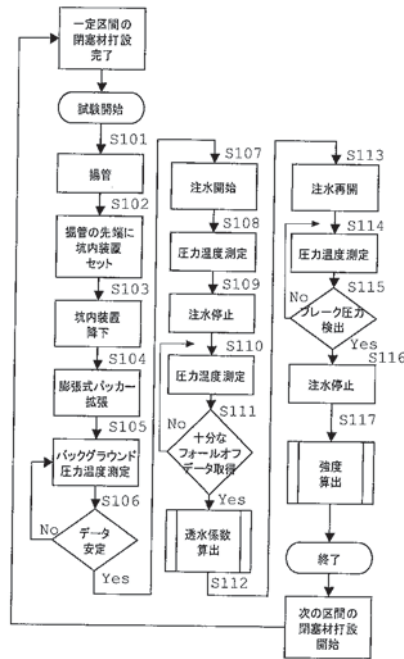 一定区間の
閉塞材打設
完了
試験開始
S101
揚管
S102
揚管の先端に
坑内装置
セット
S103
坑内装置
降下
S104
膨張式パッカー
拡張
S105
バックグラウンド
圧力温度測定
S106
No
データ
安定
Yes
S107
注水開始
S108
圧力温度測定
S109
注水停止
S110
圧力温度測定
S111
No
十分な
フォールオフ
データ取得
Yes
透水係数
算出
S112
S113
注水再開
S114
圧力温度測定
S115
No
ブレーク圧力
検出
Yes
S116
注水停止
S117
強度
算出
終了
次の区間の
閉塞材打設
開始